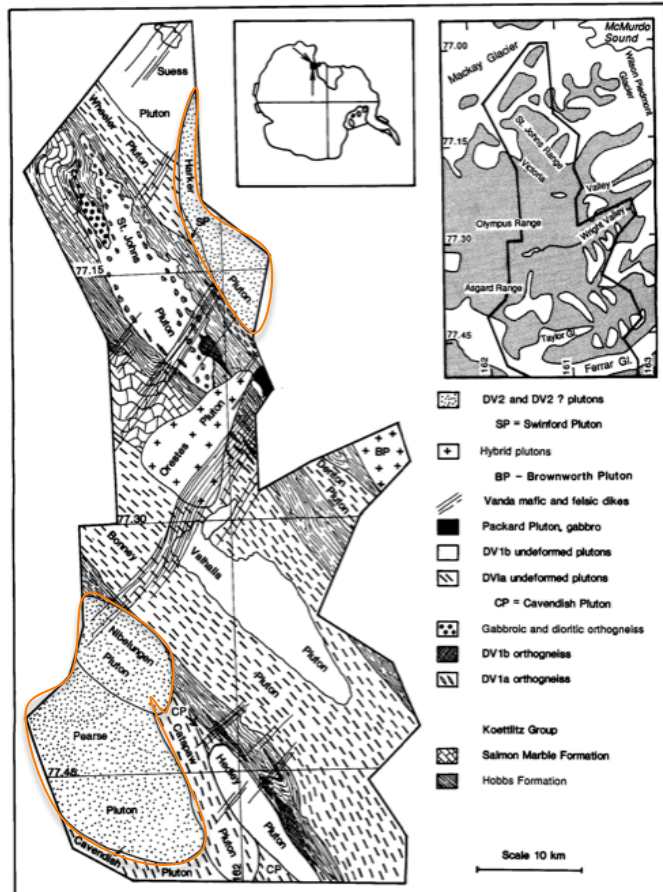 Suess
Pluton
Wheeler
Pluton
Harker
SP
Pluton
St. Johns
Pluton
77.15
Orestes
Pluton
Denton
Pluton
BP
77.30
Bonney
Valhalla
Pluton
Pluton
Nibelungen
Pluton
CP
Catspaw
Pearse
Hedley
77.45
Pluton
Pluton
Pluton
Cavendish
Pluton
162
CP
77.00
McMurdo
Sound
Mackay Glacier
Wilson Piedmont
Glacier
St. Johns Range
77.15
Victoria
Valley
Olympus Range
Wright Valley
77.30
Asgard Range
77.45
Taylor Gl.
162
161
163
Ferrar Gl.
DV2 and DV2 ? plutons
SP = Swinford Pluton
Hybrid plutons
BP - Brownworth Pluton
Vanda mafic and felsic dikes
Packard Pluton, gabbro
DV1b undeformed plutons
DVIa undeformed plutons
CP = Cavendish Pluton
Gabbroic and dioritic orthogneiss
DV1b orthogneiss
DV1a orthogneiss
Koettlitz Group
Salmon Marble Formation
Hobbs Formation
Scale 10 km